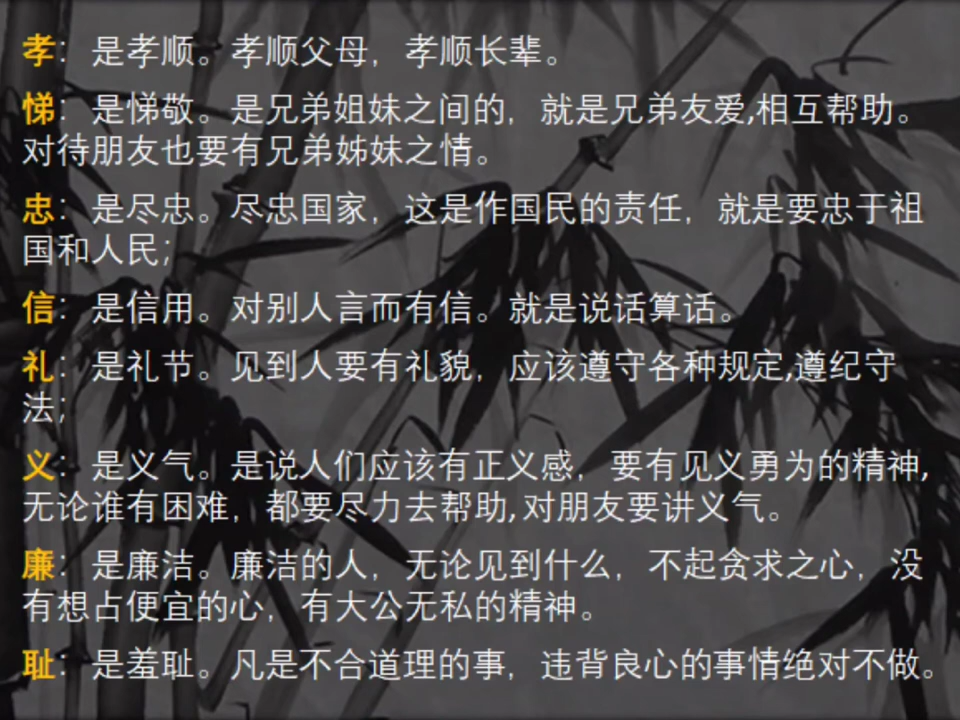 孝：是孝顺。孝顺父母，孝顺长辈。
悌：是悌敬。是兄弟姐妹之间的，就是兄弟友爱,相互帮助。
对待朋友也要有兄弟姊妹之情。
忠：是尽忠。尽忠国家，这是作国民的责任，就是要忠于祖
国和人民;
信：是信用。对别人言而有信。就是说话算话。
礼：是礼节。见到人要有礼貌，应该遵守各种规定,遵纪守
法;
义：是义气。是说人们应该有正义感，要有见义勇为的精神,
无论谁有困难，都要尽力去帮助,对朋友要讲义气。
廉：是廉洁。廉洁的人，无论见到什么，不起贪求之心，没
有想占便宜的心，有大公无私的精神。
耻：是羞耻。凡是不合道理的事，违背良心的事情绝对不做。